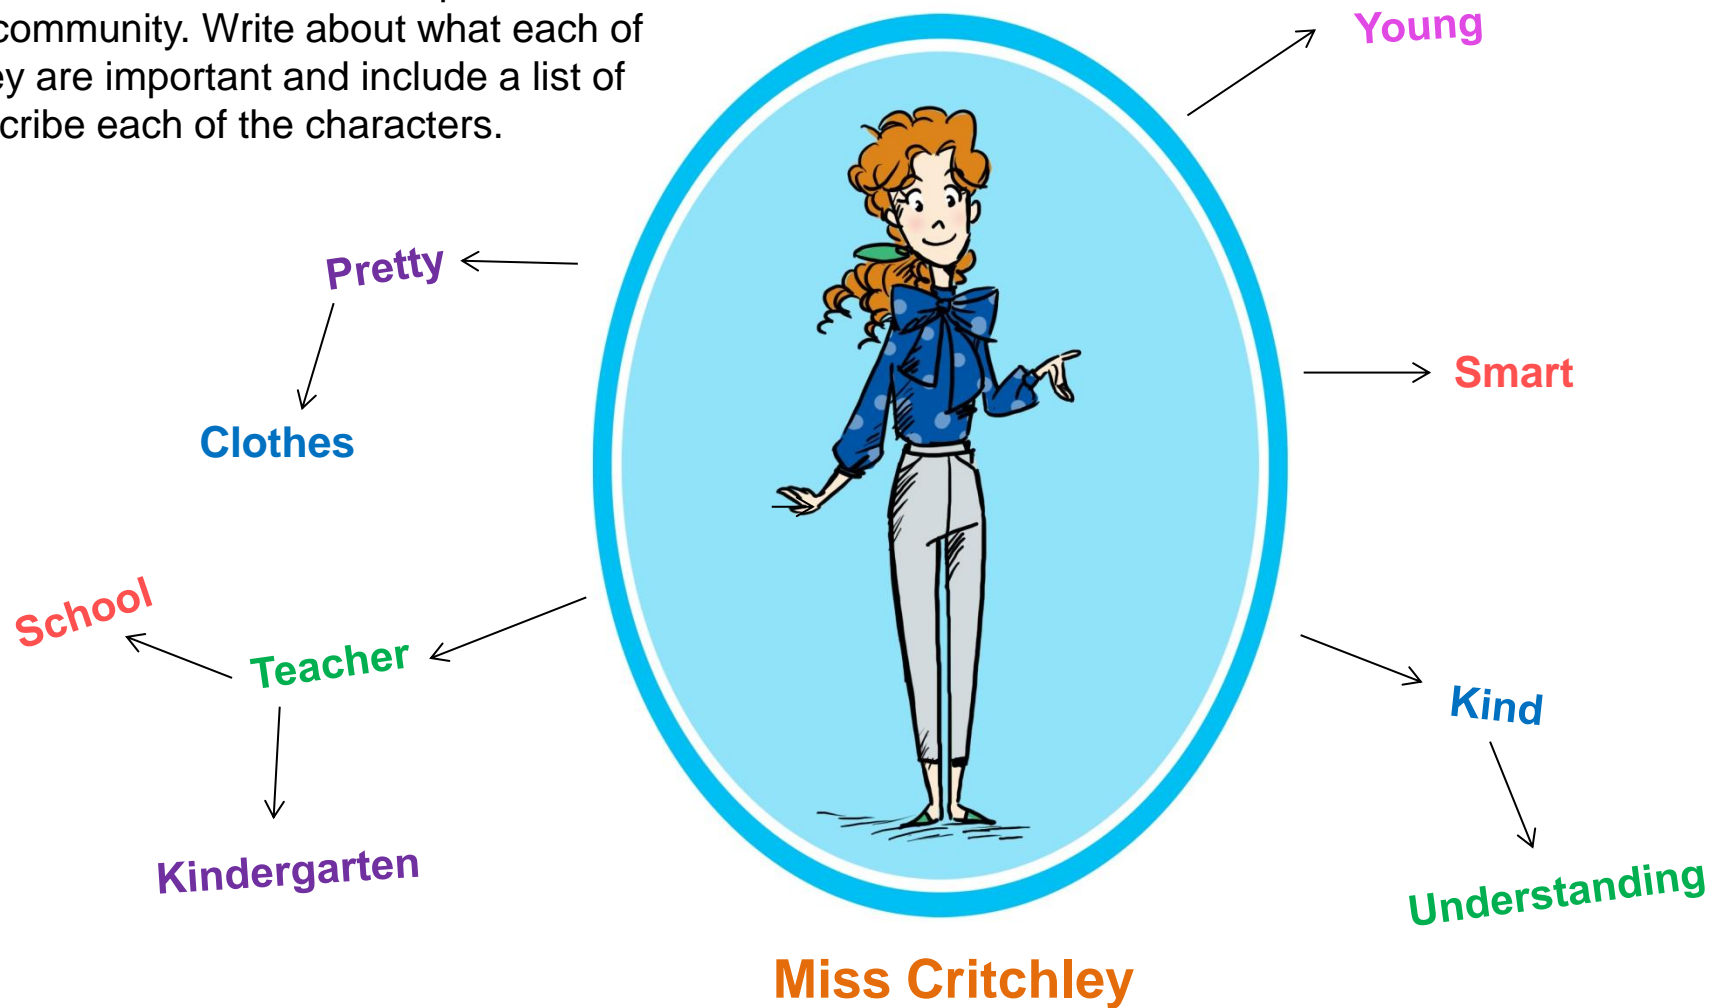 community. Write about what each of
are important and include a list of
each of the characters.
Young
Pretty
Smart
Clothes
School
Teacher
Kind
Kindergarten
Understanding
Miss Critchley